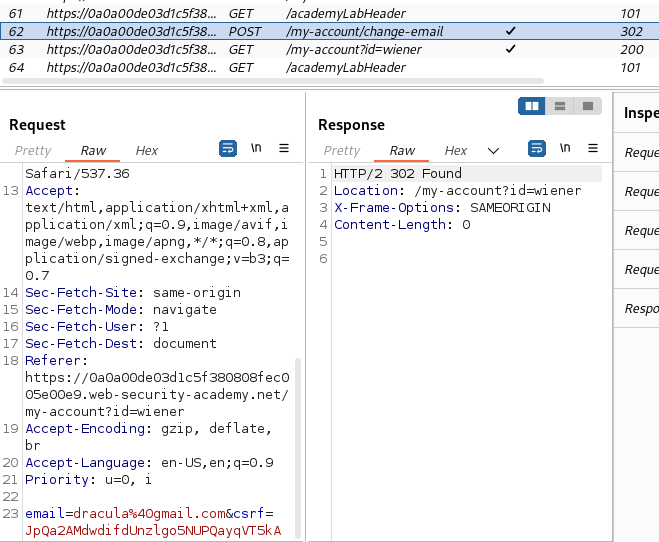 61 https://0a0a00de03d1c5f38... GET /academyLabHeader 101
62 https://0a0a00de03d1c5f38... POST /my-account/change-email ✓ 302
63 https://0a0a00de03d1c5f38... GET /my-account?id=wiener ✓ 200
64 https://0a0a00de03d1c5f38... GET /academyLabHeader 101
Request
Pretty Raw Hex \n
Safari/537.36
13 Accept:
text/html,application/xhtml+xml,a
pplication/xml;q=0.9,image/avif,i
mage/webp,image/apng,*/*;q=0.8,ap
plication/signed-exchange;v=b3;q=
0.7
14 Sec-Fetch-Site: same-origin
15 Sec-Fetch-Mode: navigate
16 Sec-Fetch-User: ?1
17 Sec-Fetch-Dest: document
18 Referer:
https://0a0a00de03d1c5f380808fec0
05e00e9.web-security-academy.net/
my-account?id=wiener
19 Accept-Encoding: gzip, deflate,
br
20 Accept-Language: en-US,en;q=0.9
21 Priority: u=0, i
22
23 email=dracula%40gmail.com&csrf=
JpQa2AMdwdifdUnzlgo5NUPQayqVT5kA
Response
Pretty Raw Hex \n
1 HTTP/2 302 Found
2 Location: /my-account?id=wiener
3 X-Frame-Options: SAMEORIGIN
4 Content-Length: 0
5
6
Inspe
Reque
Reque
Reque
Reque
Respo